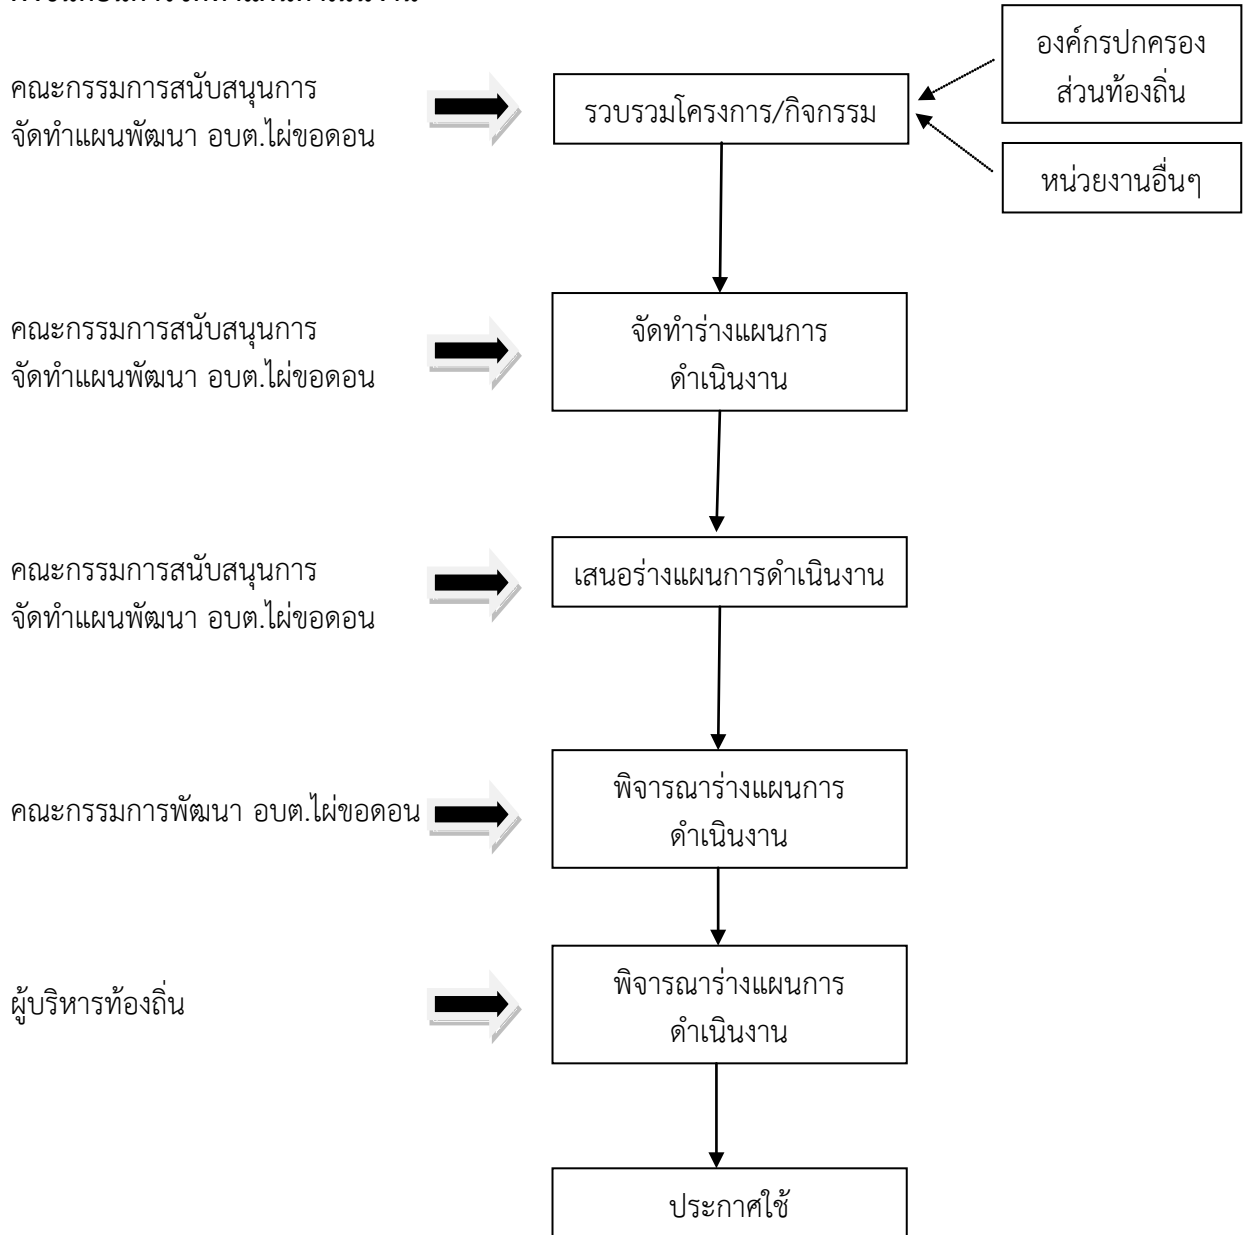 องค์กรปกครอง
ส่วนท้องถิ่น
คณะกรรมการสนับสนุนการ
จัดทำแผนพัฒนา อบต.ไผ่ขอดอน
รวบรวมโครงการ/กิจกรรม
หน่วยงานอื่นๆ
คณะกรรมการสนับสนุนการ
จัดทำแผนพัฒนา อบต.ไผ่ขอดอน
จัดทำร่างแผนการ
ดำเนินงาน
คณะกรรมการสนับสนุนการ
จัดทำแผนพัฒนา อบต.ไผ่ขอดอน
เสนอร่างแผนการดำเนินงาน
คณะกรรมการพัฒนา อบต.ไผ่ขอดอน
พิจารณาร่างแผนการ
ดำเนินงาน
ผู้บริหารท้องถิ่น
พิจารณาร่างแผนการ
ดำเนินงาน
ประกาศใช้